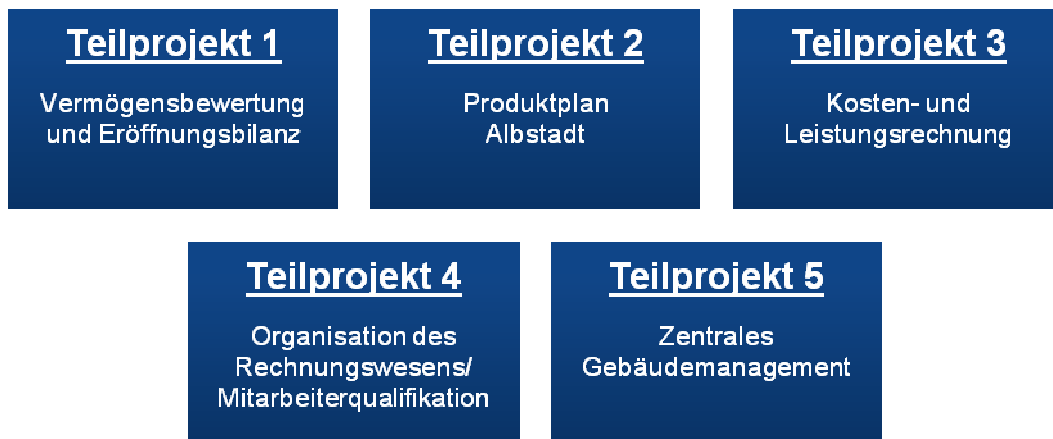 Teilprojekt 1
Vermögensbewertung
und Eröffnungsbilanz
Teilprojekt 2
Produktplan
Albstadt
Teilprojekt 3
Kosten- und
Leistungsrechnung
Teilprojekt 4
Organisation des
Rechnungswesens/
Mitarbeiterqualifikation
Teilprojekt 5
Zentrales
Gebäudemanagement